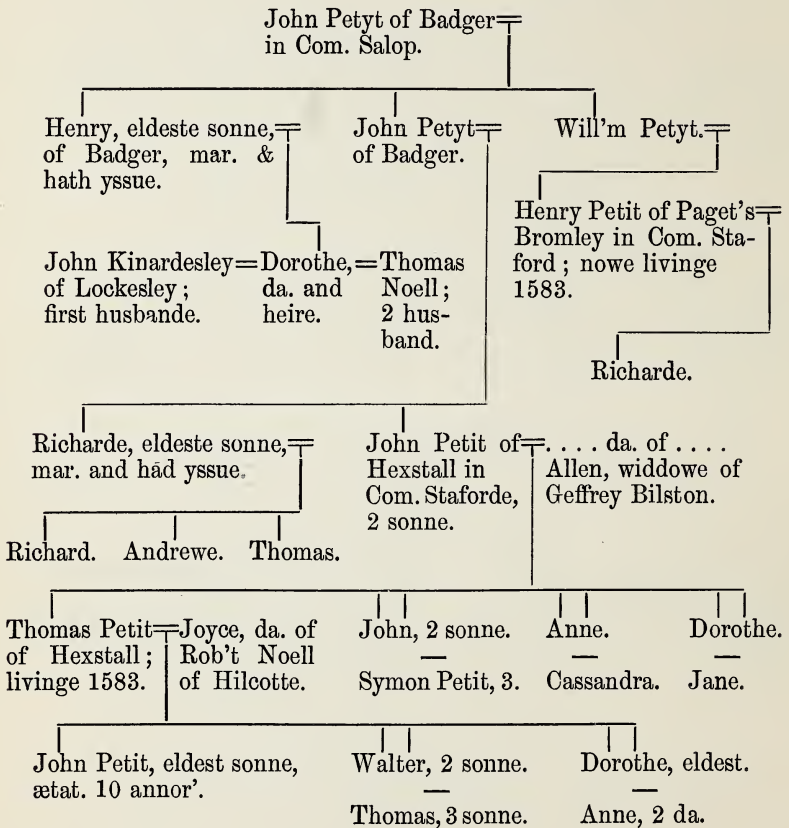 John Petyt of Badger=
in Com. Salop.
Henry, eldeste sonne,=
of Badger, mar. &
hath yssue.
John Petyt=
of Badger.
Will'm Petyt.=
Henry Petit of Paget's=
Bromley in Com. Sta-
ford ; nowe livinge
1583.
John Kinardesley=
of Lockesley ;
first husbande.
Dorothe,=
da. and
heire.
Thomas
Noell ;
2 hus-
band.
Richarde.
Richarde, eldeste sonne,=
mar. and had yssue.
John Petit of=
Hexstall in
Com. Staforde,
2 sonne.
. . . . da. of . . . .
Allen, widdowe of
Geffrey Bilston.
Richard. Andrewe. Thomas.
Thomas Petit=
of Hexstall ;
livinge 1583.
Joyce, da. of
Rob't Noell
of Hilcotte.
John, 2 sonne.
—
Symon Petit, 3.
Anne.
—
Cassandra.
Dorothe.
—
Jane.
John Petit, eldest sonne,
ætat. 10 annor'.
Walter, 2 sonne.
—
Thomas, 3 sonne.
Dorothe, eldest.
—
Anne, 2 da.